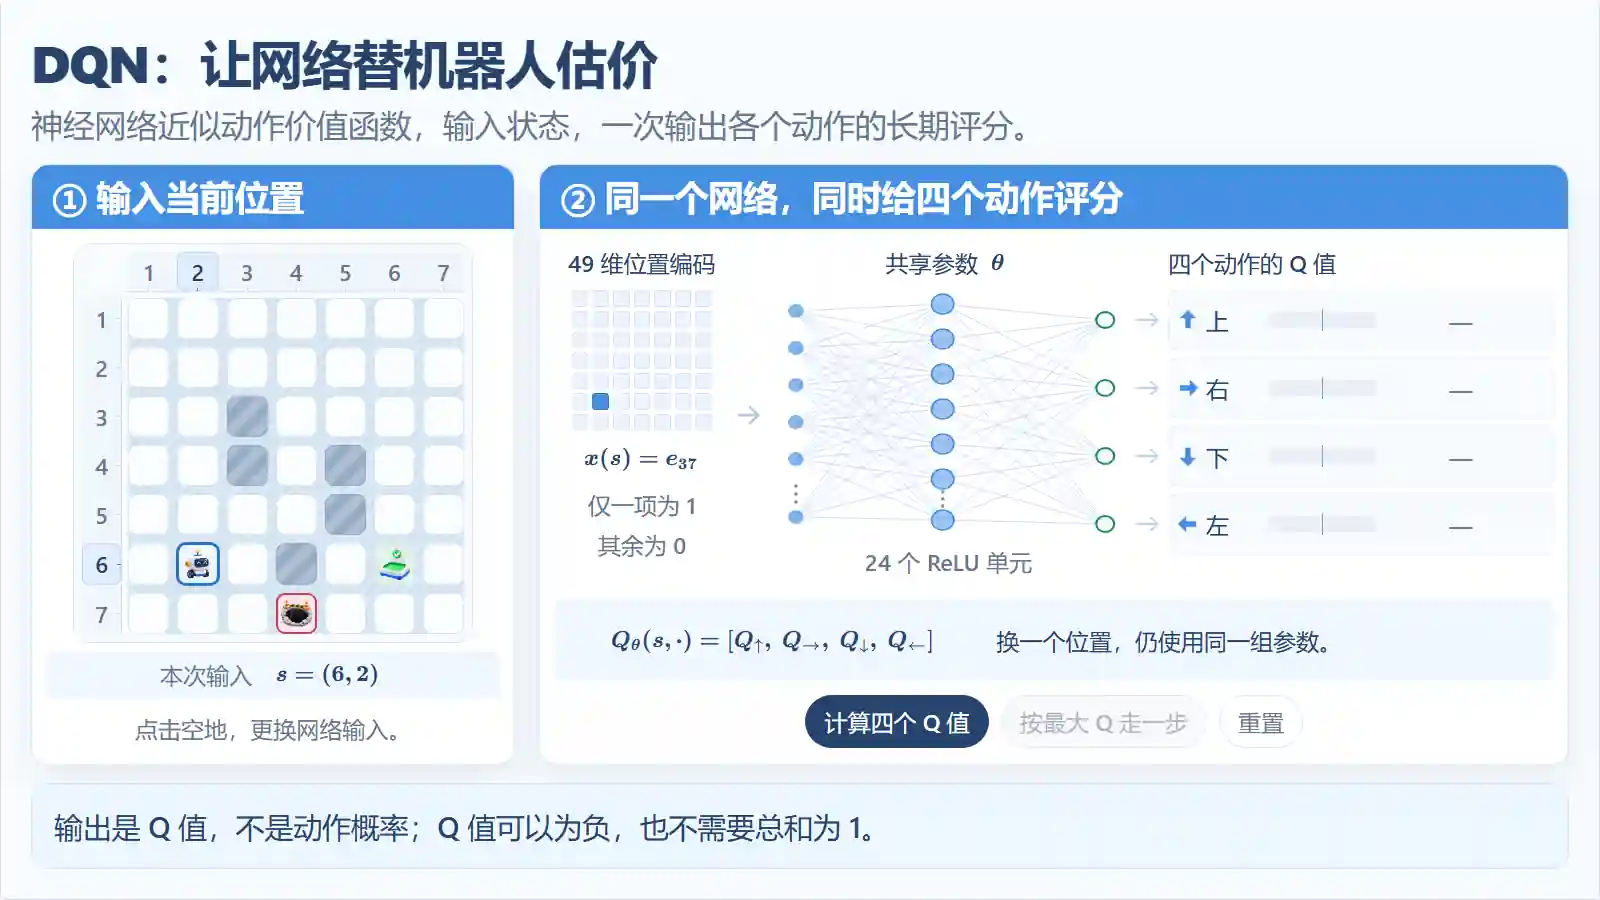 DQN：让网络替机器人估价
神经网络近似动作价值函数，输入状态，一次输出各个动作的长期评分。
① 输入当前位置
1 2 3 4 5 6 7
1
2
3
4
5
6
7
本次输入 s = (6, 2)
点击空地，更换网络输入。
② 同一个网络，同时给四个动作评分
49 维位置编码
x(s) = e₃₇
仅一项为 1
其余为 0
共享参数 θ
24 个 ReLU 单元
四个动作的 Q 值
上 —
右 —
下 —
左 —
Q_θ(s, ·) = [Q↑, Q→, Q↓, Q←] 换一个位置，仍使用同一组参数。
计算四个 Q 值 按最大 Q 走一步 重置
输出是 Q 值，不是动作概率；Q 值可以为负，也不需要总和为 1。